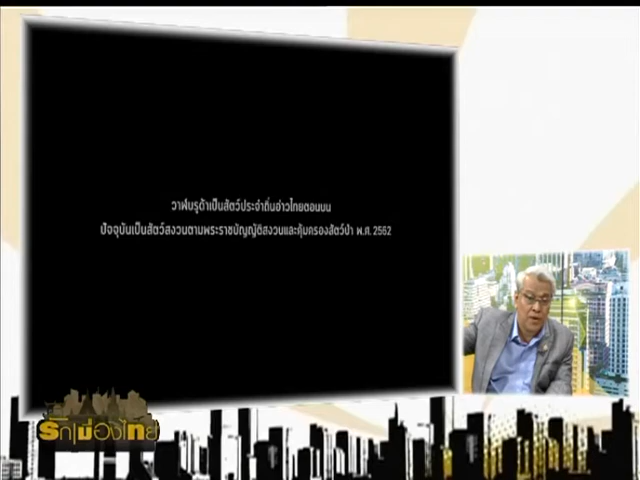 วาฬบรูด้าเป็นสัตว์ประจำถิ่นอ่าวไทยตอนบน
ปัจจุบันเป็นสัตว์สงวนตามพระราชบัญญัติสงวนและคุ้มครองสัตว์ป่า พ.ศ. 2562
รักเมืองไทย